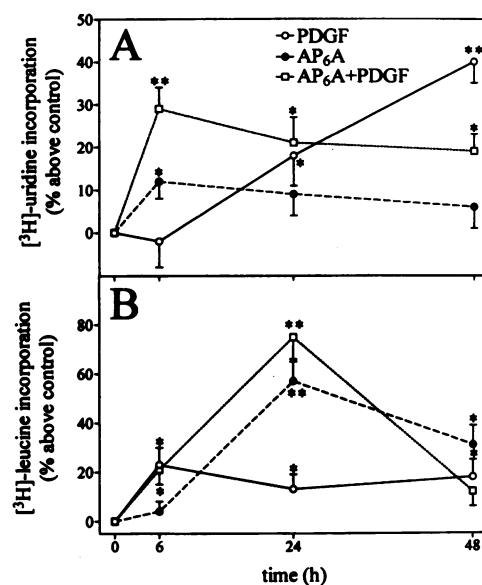 50
40
30
20
10
0
[³H]-uridine incorporation
(% above control)
A
PDGF
AP₆A
AP₆A+PDGF
**
*
*
*
**
*
B
80
60
40
20
0
[³H]-leucine incorporation
(% above control)
*
*
**
**
*
*
*
0
6
24
48
time (h)